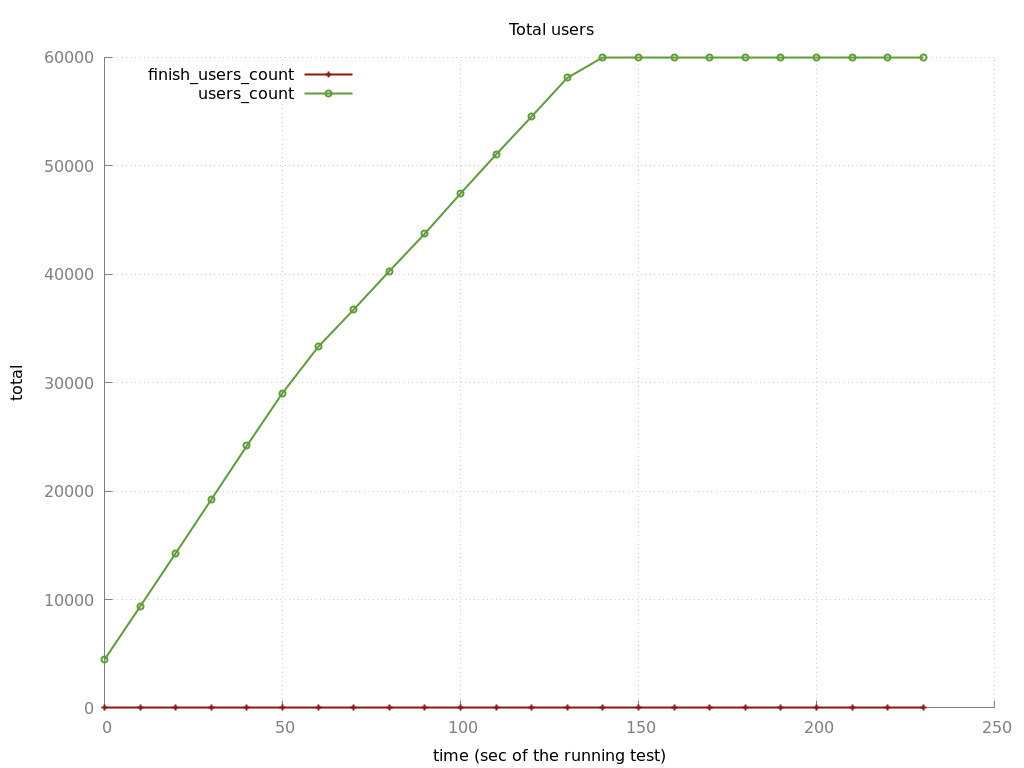 Total users
60000
finish_users_count
users_count
50000
40000
30000
20000
10000
0
total
0 50 100 150 200 250
time (sec of the running test)